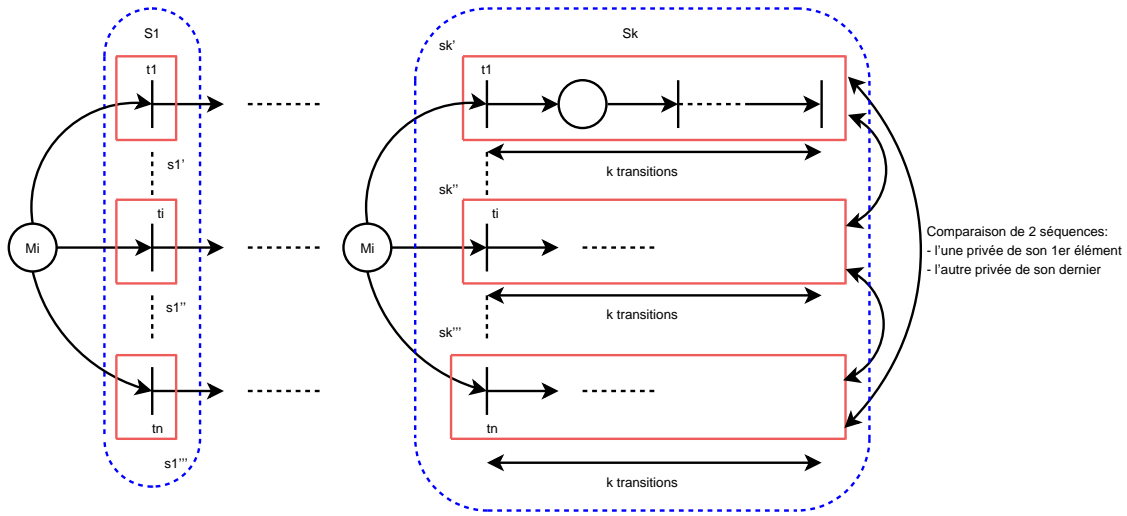 S1
t1
s1'
ti
s1''
tn
s1'''
Mi
Sk
sk'
t1
k transitions
sk''
ti
k transitions
sk'''
tn
k transitions
Mi
Comparaison de 2 séquences:
- l'une privée de son 1er élément
- l'autre privée de son dernier